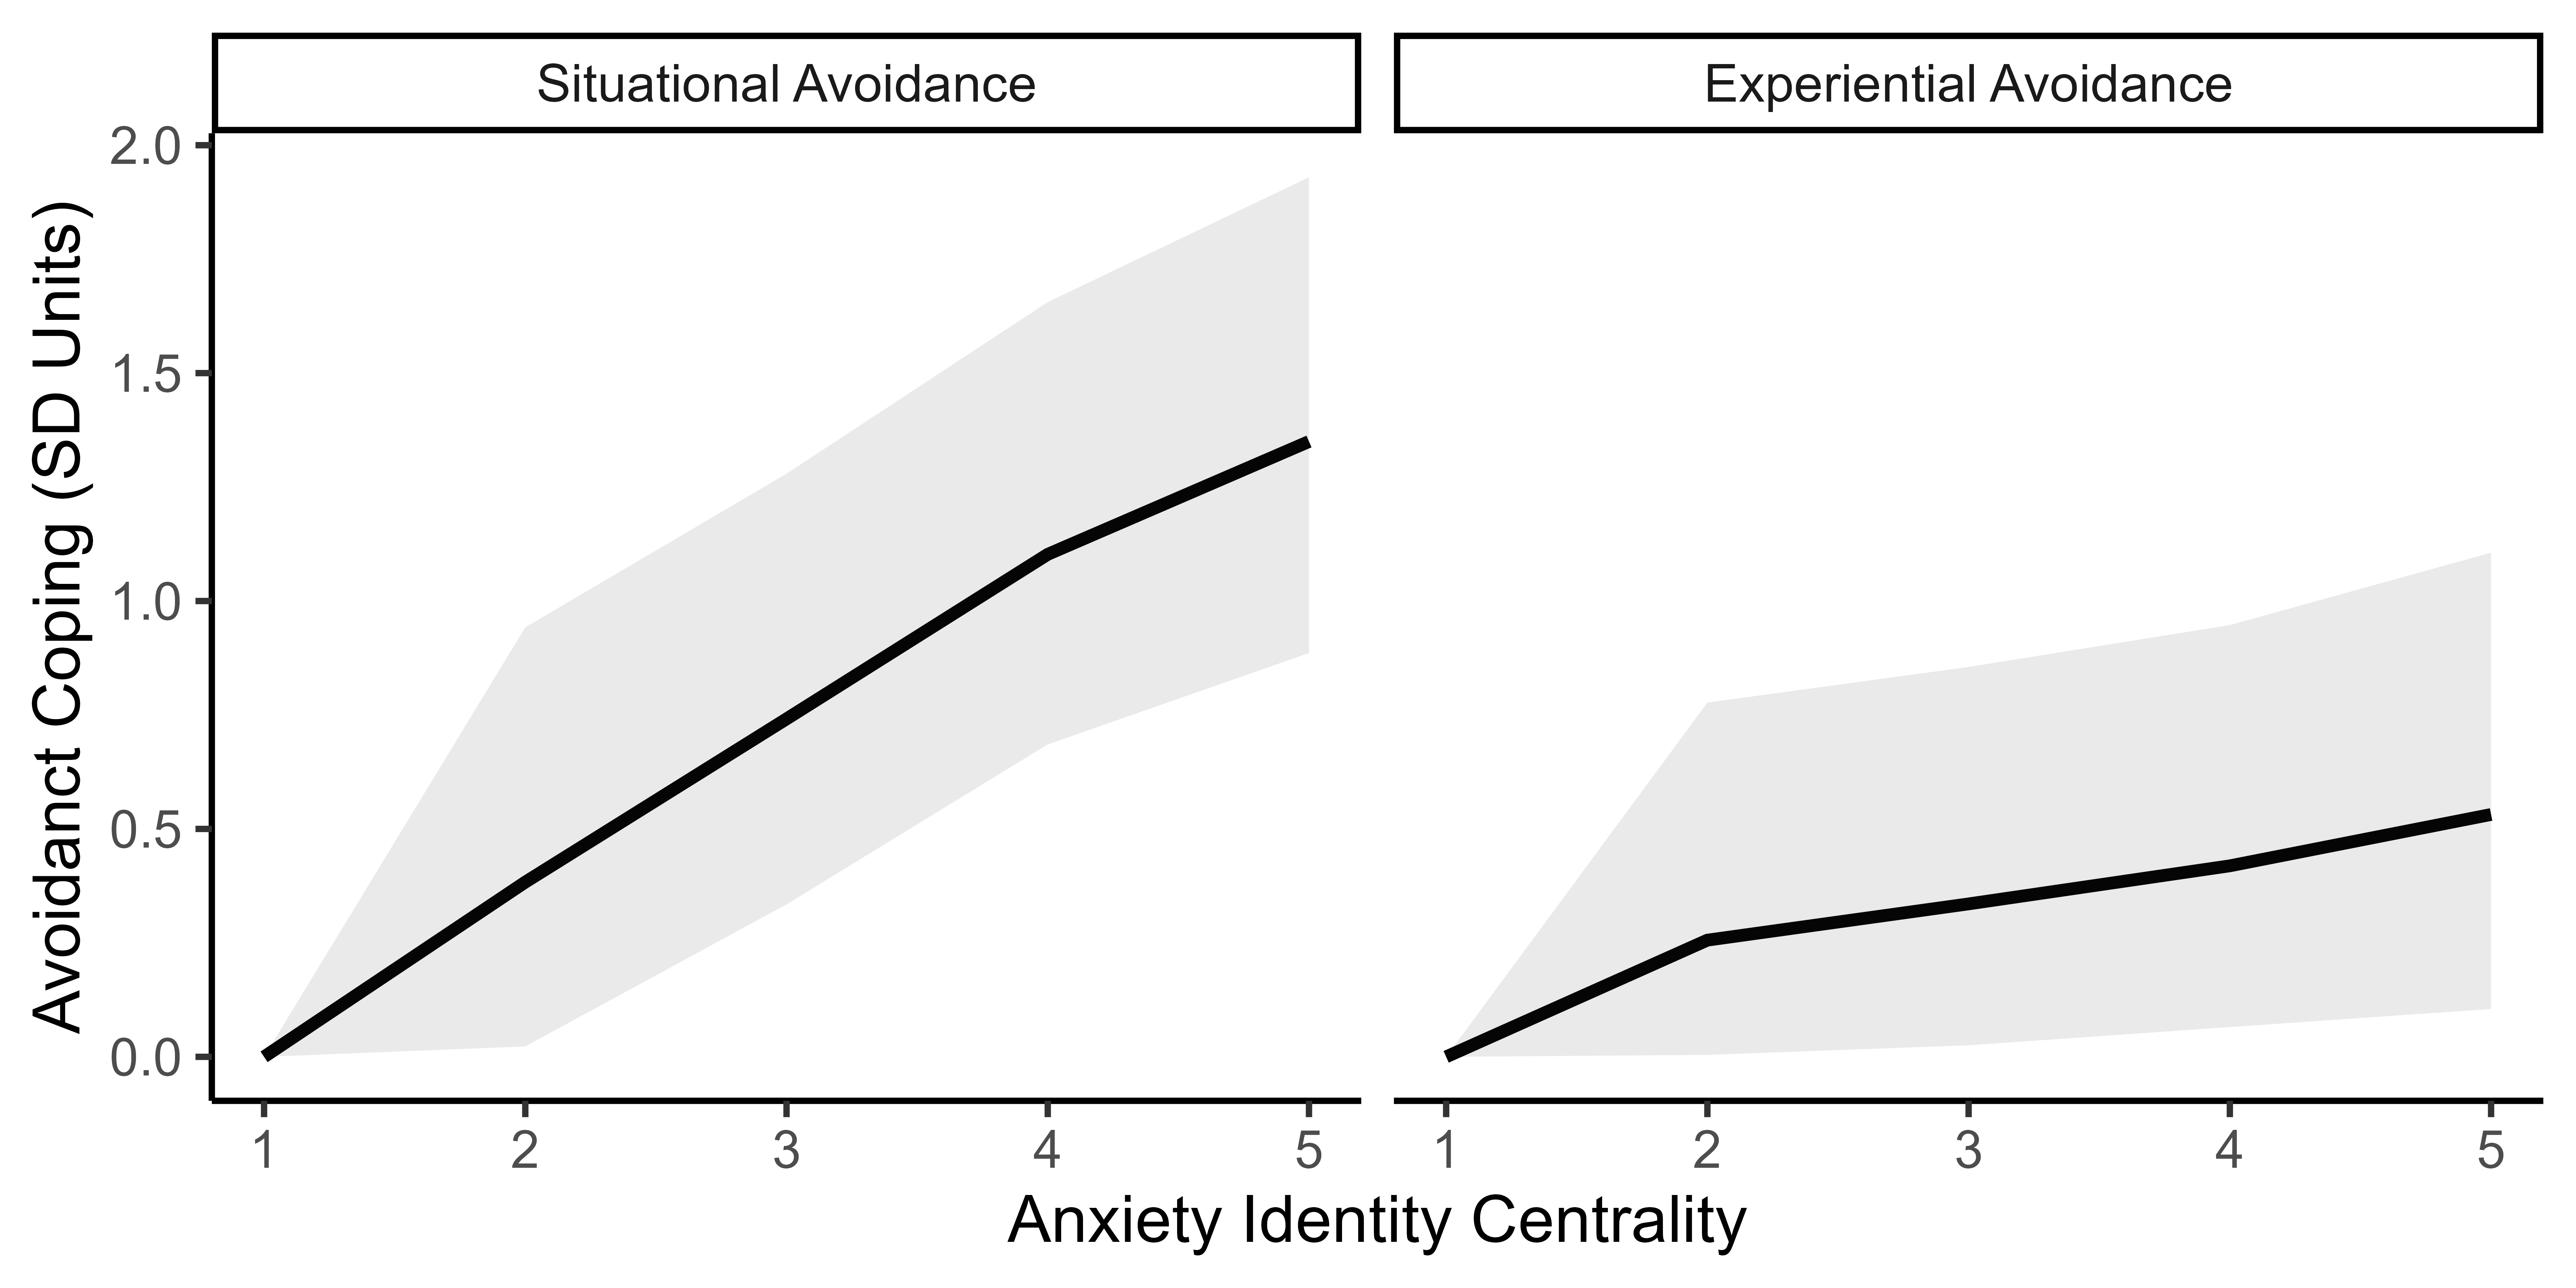 Situational Avoidance
Experiential Avoidance
Avoidanct Coping (SD Units)
2.0
1.5
1.0
0.5
0.0
1 2 3 4 5
1 2 3 4 5
Anxiety Identity Centrality